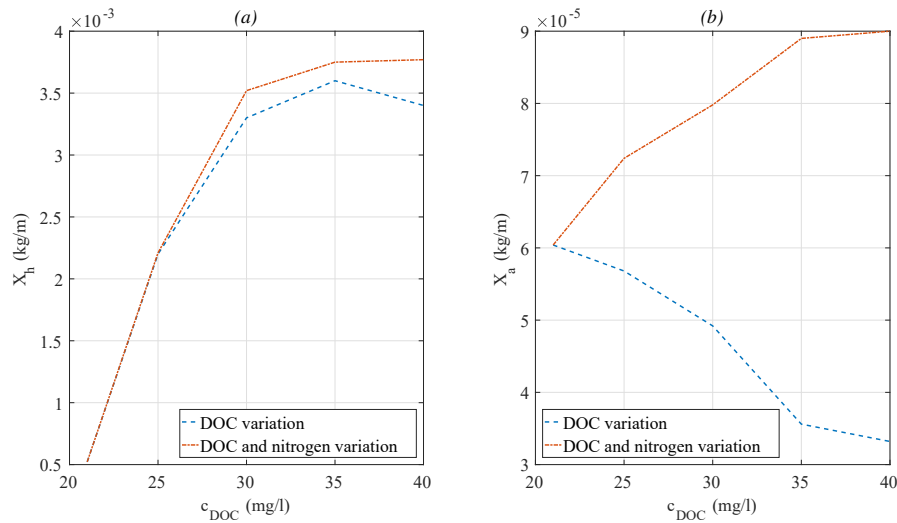 (a)
×10^-3
4
3.5
3
2.5
2
1.5
1
0.5
X_h (kg/m)
20 25 30 35 40
c_DOC (mg/l)
DOC variation
DOC and nitrogen variation
(b)
×10^-5
9
8
7
6
5
4
3
X_a (kg/m)
20 25 30 35 40
c_DOC (mg/l)
DOC variation
DOC and nitrogen variation